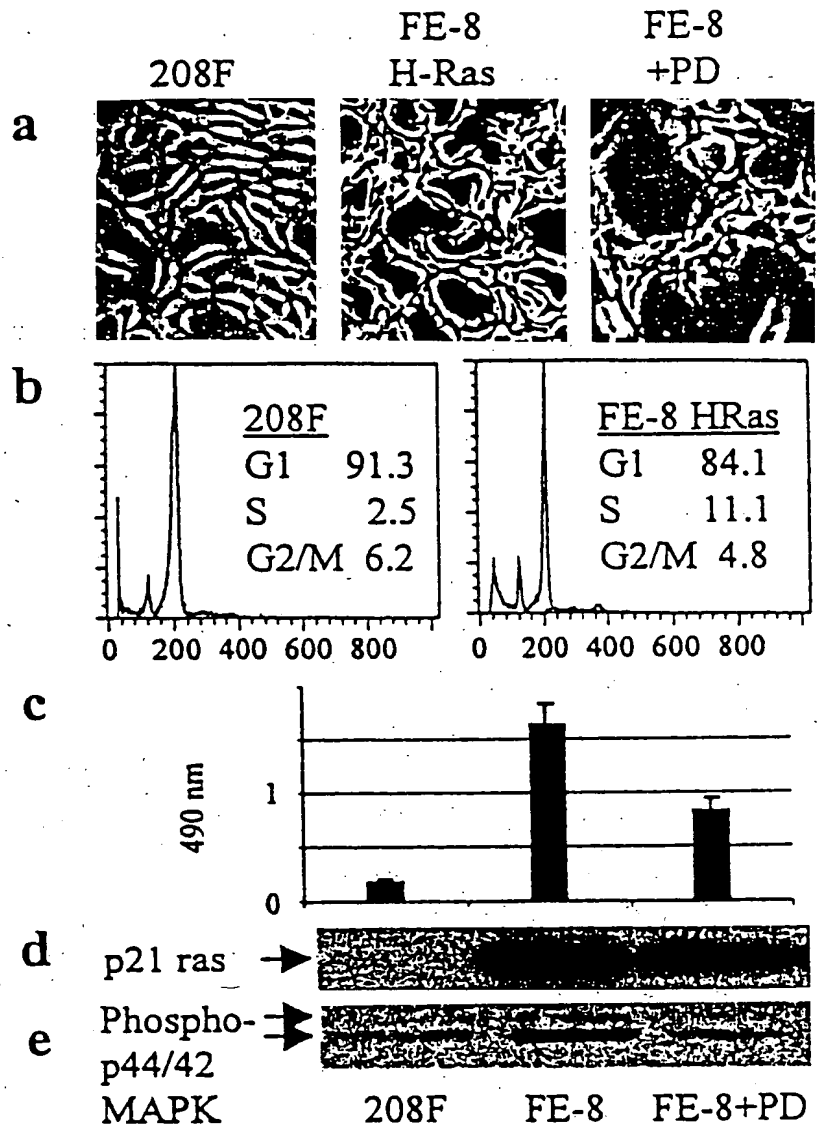 FE-8 FE-8
208F H-Ras +PD
a
b
208F
G1 91.3
S 2.5
G2/M 6.2
0 200 400 600 800
FE-8 HRas
G1 84.1
S 11.1
G2/M 4.8
0 200 400 600 800
c
490 nm
1
0
d p21 ras
Phospho-
e p44/42
MAPK 208F FE-8 FE-8+PD